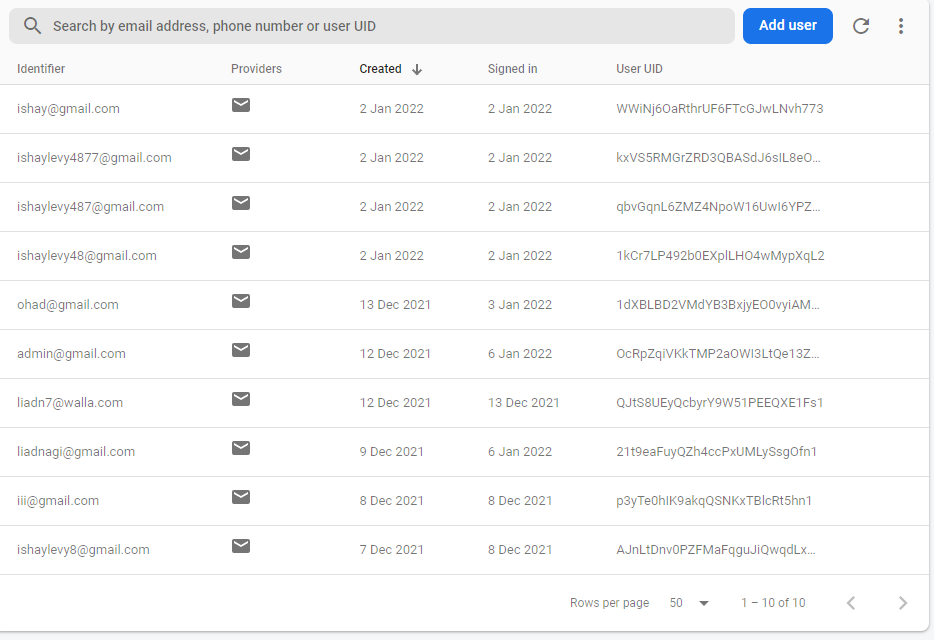 Search by email address, phone number or user UID
Add user
Identifier Providers Created Signed in User UID
ishay@gmail.com 2 Jan 2022 2 Jan 2022 WWiNj6OaRthrUF6FTcGJwLNvh773
ishaylevy4877@gmail.com 2 Jan 2022 2 Jan 2022 kxVS5RMGrZRD3QBASdJ6sIL8eO...
ishaylevy487@gmail.com 2 Jan 2022 2 Jan 2022 qbvGqnL6ZMZ4NpoW16UwI6YPZ...
ishaylevy48@gmail.com 2 Jan 2022 2 Jan 2022 1kCr7LP492b0EXplLHO4wMypXqL2
ohad@gmail.com 13 Dec 2021 3 Jan 2022 1dXBLBD2VMdYB3BxjyEO0vyiAM...
admin@gmail.com 12 Dec 2021 6 Jan 2022 OcRpZqiVKkTMP2aOWI3LtQe13Z...
liadn7@walla.com 12 Dec 2021 13 Dec 2021 QJtS8UEyQcbyrY9W51PEEQXE1Fs1
liadnagi@gmail.com 9 Dec 2021 6 Jan 2022 21t9eaFuyQZh4ccPxUMLySsgOfn1
iii@gmail.com 8 Dec 2021 8 Dec 2021 p3yTe0hIK9akqQSNKxTBlcRt5hn1
ishaylevy8@gmail.com 7 Dec 2021 8 Dec 2021 AJnLtDnv0PZFMaFqguJiQwqdLx...
Rows per page 50 1 – 10 of 10